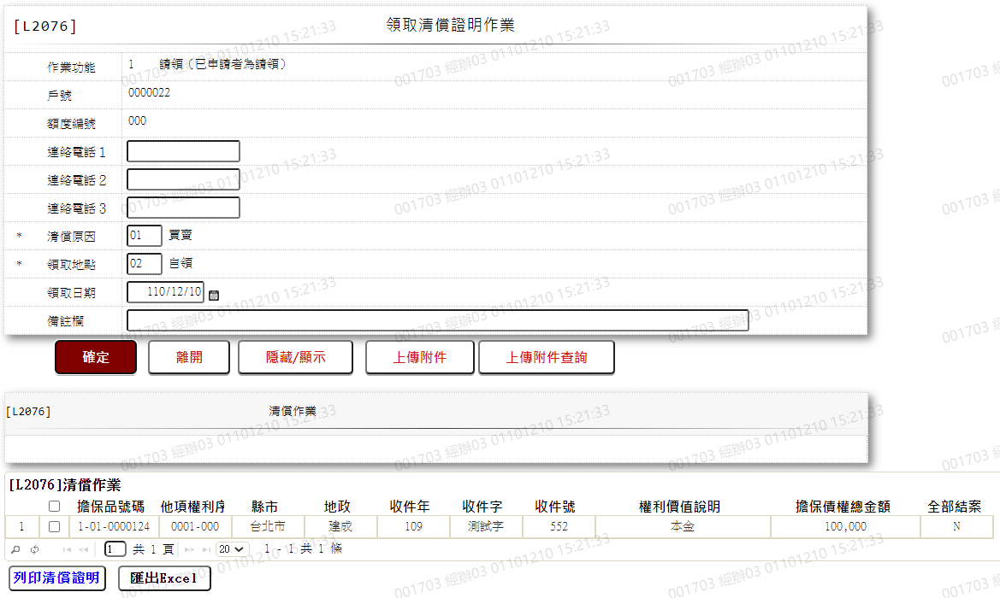 [L2076] 領取清償證明作業
作業功能 1 請領（已申請者為請領）
戶號 0000022
額度編號 000
連絡電話 1
連絡電話 2
連絡電話 3
* 清償原因 01 買賣
* 領取地點 02 自領
領取日期 110/12/10
備註欄
確定 離開 隱藏/顯示 上傳附件 上傳附件查詢
[L2076] 清償作業
[L2076]清償作業
擔保品號碼 他項權利序 縣市 地政 收件年 收件字 收件號 權利價值說明 擔保債權總金額 全部結案
1 1-01-0000124 0001-000 台北市 建成 109 測試字 552 本金 100,000 N
1 共 1 頁 20 1 - 1 共 1 條
列印清償證明 匯出Excel
001703 經辦03 01101210 15:21:33